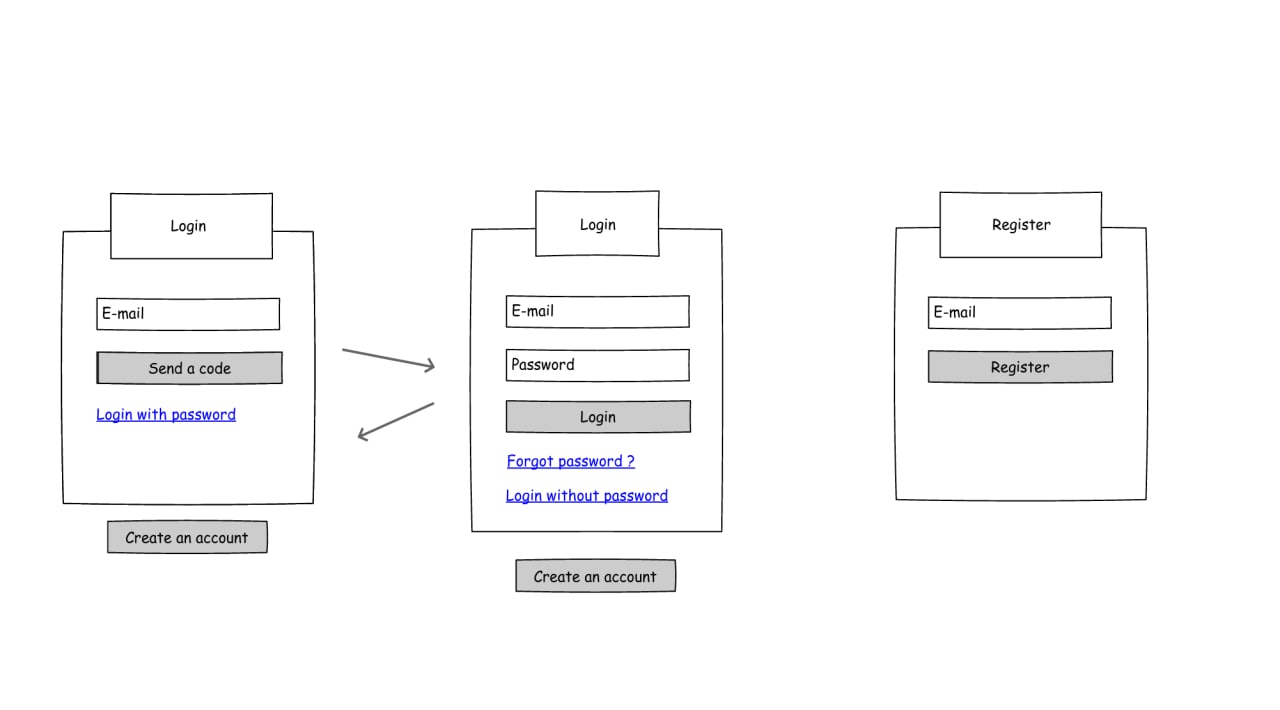 Login
E-mail
Send a code
Login with password
Create an account
Login
E-mail
Password
Login
Forgot password ?
Login without password
Create an account
Register
E-mail
Register